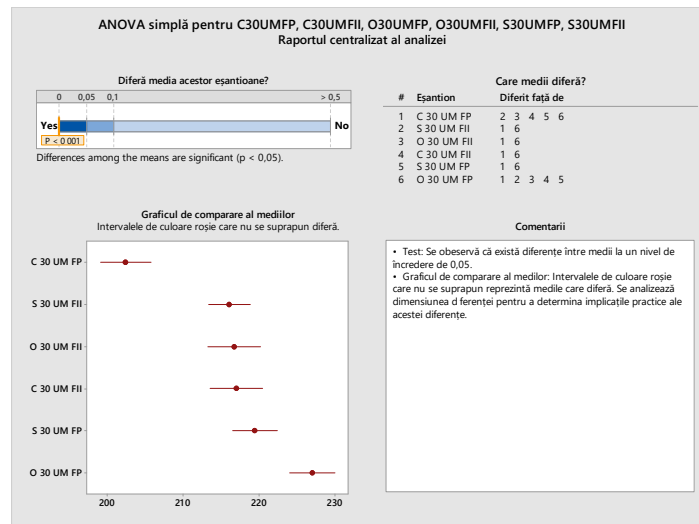 ANOVA simplă pentru C30UMFP, C30UMFII, O30UMFP, O30UMFII, S30UMFP, S30UMFII
Raportul centralizat al analizei
Diferă media acestor eșantioane?
0 0,05 0,1 > 0,5
Yes No
P < 0 001
Differences among the means are significant (p < 0,05).
Care medii diferă?
# Eșantion Diferit față de
1 C 30 UM FP 2 3 4 5 6
2 S 30 UM FII 1 6
3 O 30 UM FII 1 6
4 C 30 UM FII 1 6
5 S 30 UM FP 1 6
6 O 30 UM FP 1 2 3 4 5
Graficul de comparare al mediilor
Intervalele de culoare roșie care nu se suprapun diferă.
C 30 UM FP
S 30 UM FII
O 30 UM FII
C 30 UM FII
S 30 UM FP
O 30 UM FP
200 210 220 230
Comentarii
• Test: Se obeservă că există diferențe între medii la un nivel de
încredere de 0,05.
• Graficul de comparare al medilor: Intervalele de culoare roșie
care nu se suprapun reprezintă medile care diferă. Se analizează
dimensiunea d ferenței pentru a determina implicațiile practice ale
acestei diferențe.